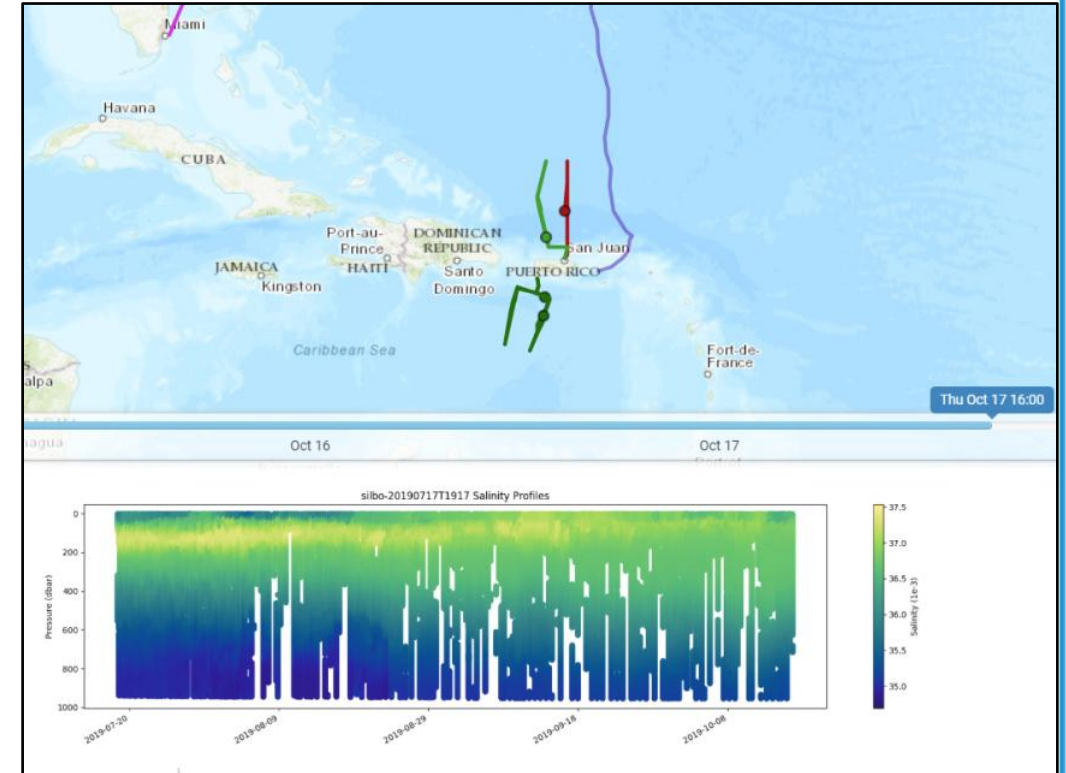 Miami
Havana
CUBA
Port-au-
Prince
HAITI
DOMINICAN
REPUBLIC
Santo
Domingo
San Juan
PUERTO RICO
JAMAICA
Kingston
Caribbean Sea
Fort-de-
France
alpa
Thu Oct 17 16:00
agua
Oct 16
Oct 17
silbo-20190717T1917 Salinity Profiles
Pressure (dbar)
0
200
400
600
800
1000
2019-07-20
2019-08-09
2019-08-29
2019-09-18
2019-10-08
37.5
37.0
36.5
36.0
35.5
35.0
Salinity (1e-3)